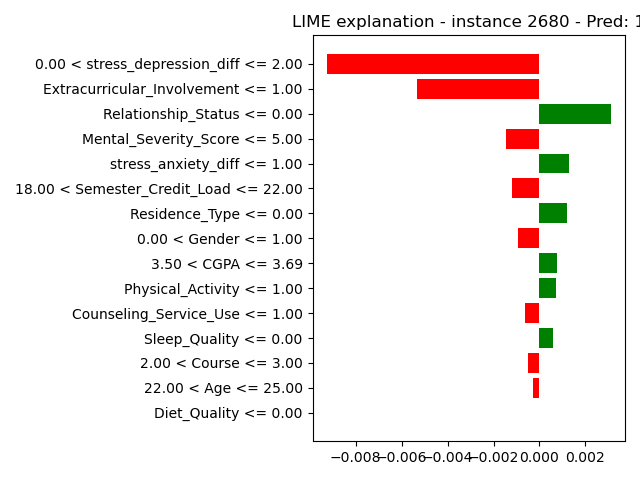 LIME explanation - instance 2680 - Pred: 1
0.00 < stress_depression_diff <= 2.00
Extracurricular_Involvement <= 1.00
Relationship_Status <= 0.00
Mental_Severity_Score <= 5.00
stress_anxiety_diff <= 1.00
18.00 < Semester_Credit_Load <= 22.00
Residence_Type <= 0.00
0.00 < Gender <= 1.00
3.50 < CGPA <= 3.69
Physical_Activity <= 1.00
Counseling_Service_Use <= 1.00
Sleep_Quality <= 0.00
2.00 < Course <= 3.00
22.00 < Age <= 25.00
Diet_Quality <= 0.00
−0.008 −0.006 −0.004 −0.002 0.000 0.002